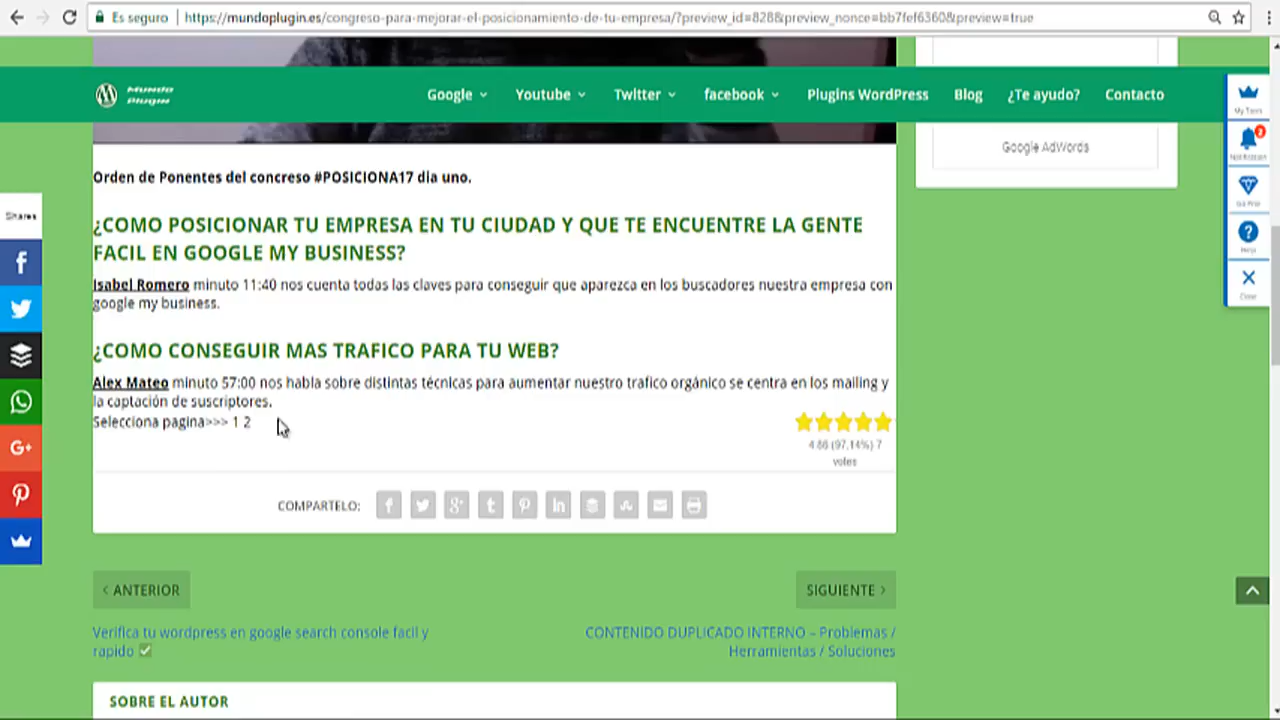 Es seguro
https://mundoplugin.es/congreso-para-mejorar-el-posicionamiento-de-tu-empresa/?preview_id=828&preview_nonce=bb7fef6360&preview=true
Mundo
Plugin
Google
Youtube
Twitter
facebook
Plugins WordPress
Blog
¿Te ayudo?
Contacto
Google AdWords
Shares
2
Help
Close
Orden de Ponentes del concreso #POSICIONA17 dia uno.
¿COMO POSICIONAR TU EMPRESA EN TU CIUDAD Y QUE TE ENCUENTRE LA GENTE
FACIL EN GOOGLE MY BUSINESS?
Isabel Romero minuto 11:40 nos cuenta todas las claves para conseguir que aparezca en los buscadores nuestra empresa con
google my business.
¿COMO CONSEGUIR MAS TRAFICO PARA TU WEB?
Alex Mateo minuto 57:00 nos habla sobre distintas técnicas para aumentar nuestro trafico orgánico se centra en los mailing y
la captación de suscriptores.
Selecciona pagina>>> 1 2
4.86 (97.14%) 7
votes
COMPARTELO:
< ANTERIOR
SIGUIENTE >
Verifica tu wordpress en google search console facil y
rapido ✅
CONTENIDO DUPLICADO INTERNO – Problemas /
Herramientas / Soluciones
SOBRE EL AUTOR